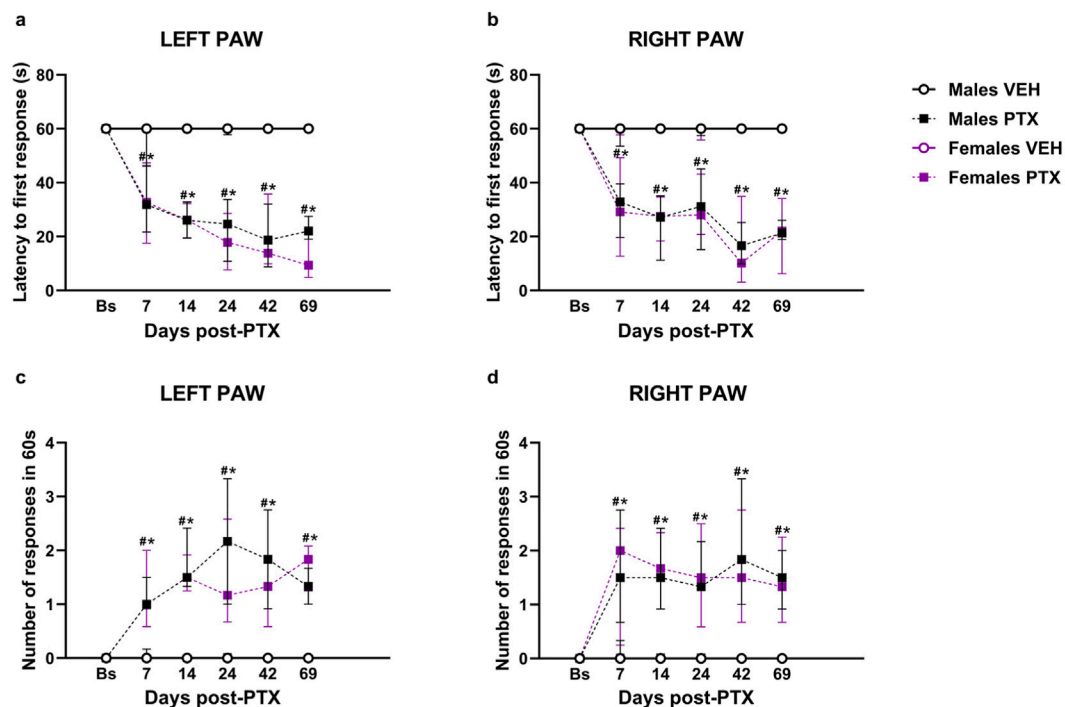 a
LEFT PAW
Latency to first response (s)
80
60
40
20
0
#*
#*
#*
#*
#*
Bs 7 14 24 42 69
Days post-PTX
b
RIGHT PAW
Latency to first response (s)
80
60
40
20
0
#*
#*
#*
#*
#*
Bs 7 14 24 42 69
Days post-PTX
Males VEH
Males PTX
Females VEH
Females PTX
c
LEFT PAW
Number of responses in 60s
4
3
2
1
0
#*
#*
#*
#*
#*
Bs 7 14 24 42 69
Days post-PTX
d
RIGHT PAW
Number of responses in 60s
4
3
2
1
0
#*
#*
#*
#*
#*
Bs 7 14 24 42 69
Days post-PTX